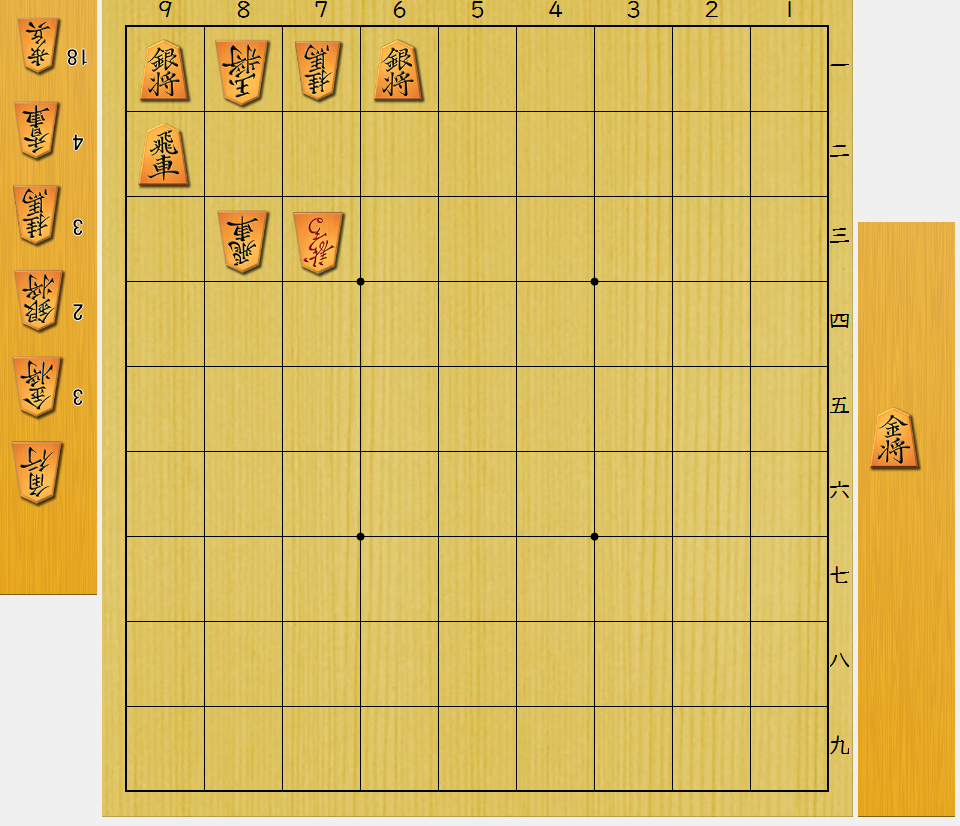 9 8 7 6 5 4 3 2 1
歩兵 18
香車 4
桂馬 3
銀将 2
金将 3
角行
銀将 玉将 桂馬 銀将 一
飛車 二
飛車 龍馬 三
四
五
六
七
八
九
金将